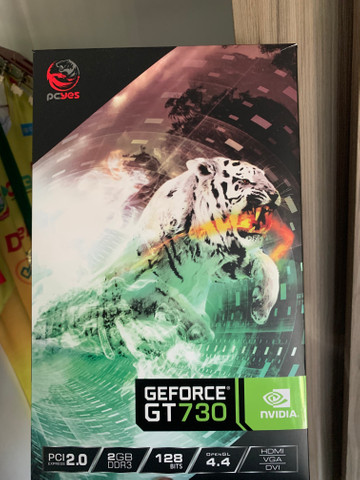 pcyes
GEFORCE®
GT730
NVIDIA.
PCI EXPRESS 2.0
2GB DDR3
128 BITS
OPENGL 4.4
HDMI
VGA
DVI